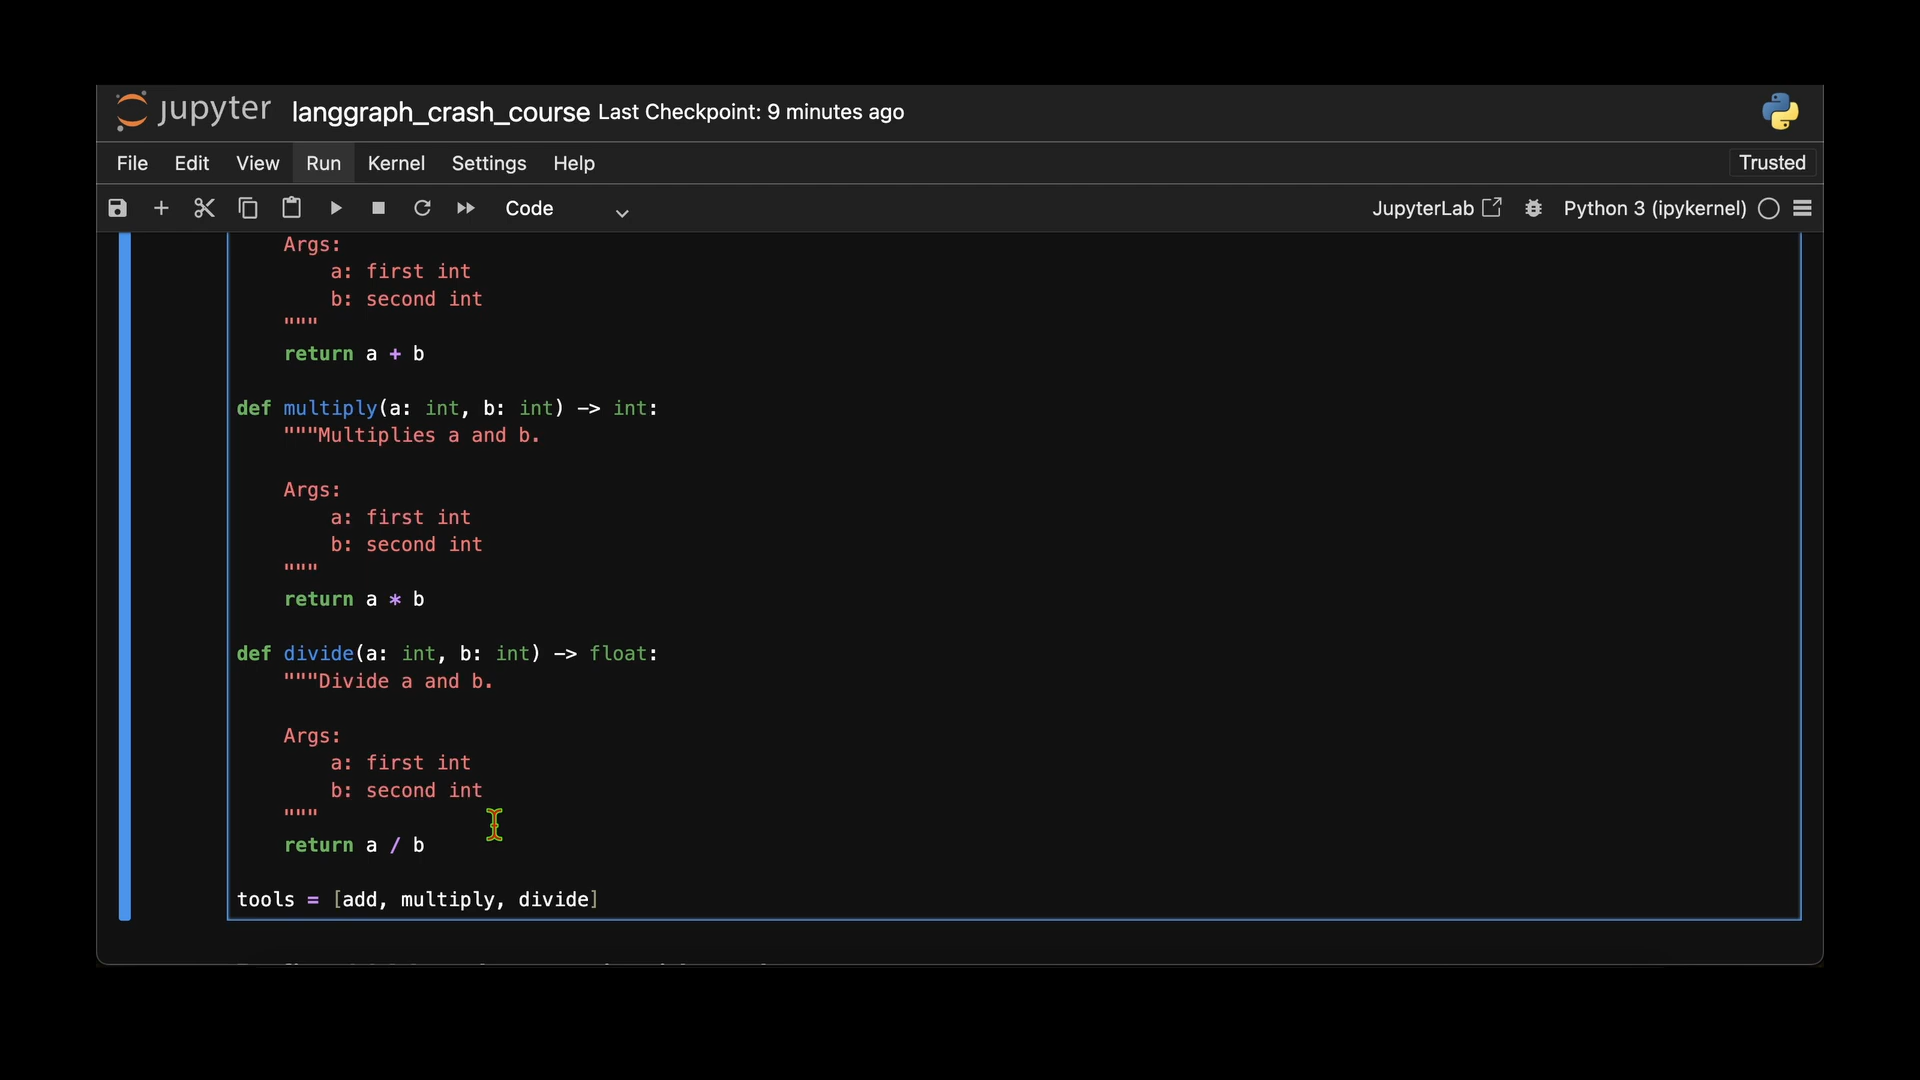 jupyter langgraph_crash_course Last Checkpoint: 9 minutes ago
File Edit View Run Kernel Settings Help Trusted
Code JupyterLab Python 3 (ipykernel)
    Args:
        a: first int
        b: second int
    """
    return a + b
def multiply(a: int, b: int) -> int:
    """Multiplies a and b.
    Args:
        a: first int
        b: second int
    """
    return a * b
def divide(a: int, b: int) -> float:
    """Divide a and b.
    Args:
        a: first int
        b: second int
    """
    return a / b
tools = [add, multiply, divide]